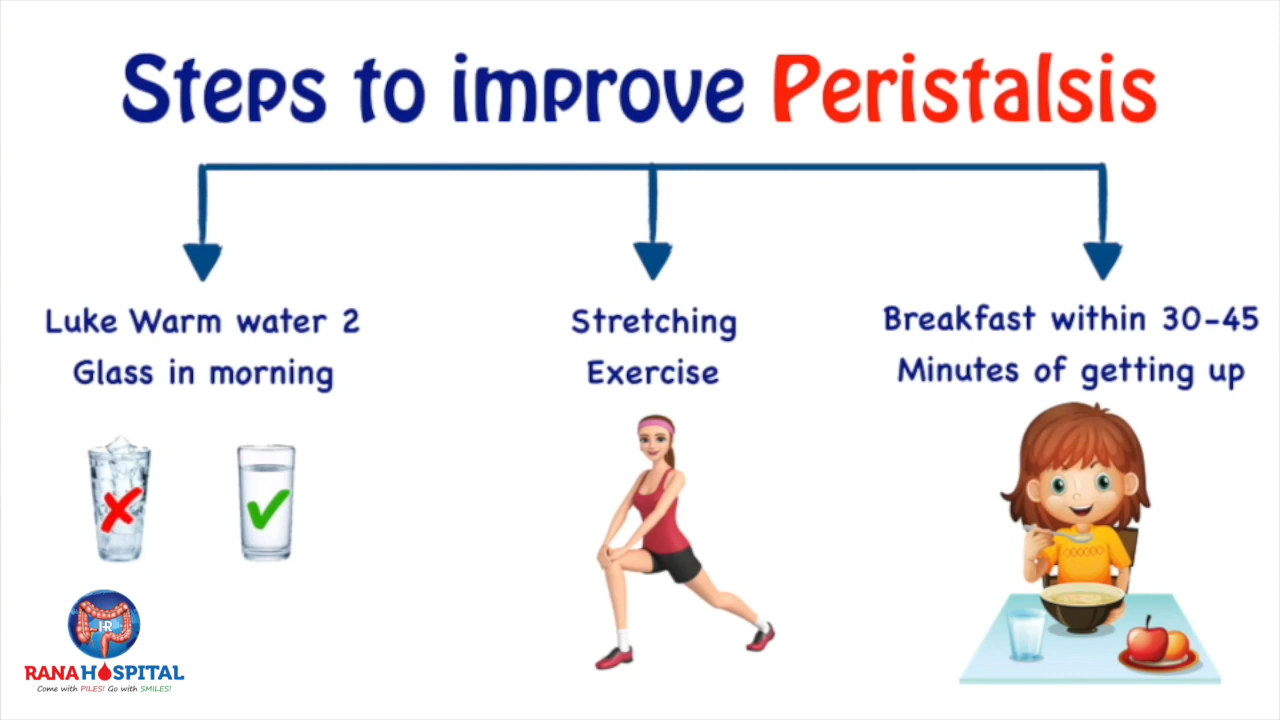 Steps to improve Peristalsis
Luke Warm water 2
Glass in morning
Stretching
Exercise
Breakfast within 30-45
Minutes of getting up
HR
RANA HOSPITAL
Come with PILES! Go with SMILES!